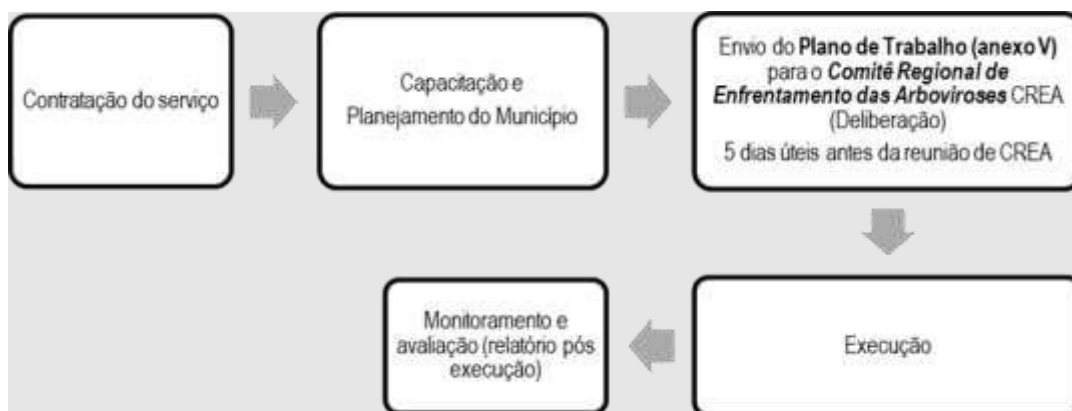 Contratação do serviço
Capacitação e
Planejamento do Município
Envio do Plano de Trabalho (anexo V)
para o Comitê Regional de
Enfrentamento das Arboviroses CREA
(Deliberação)
5 dias úteis antes da reunião de CREA
Monitoramento e
avaliação (relatório pós
execução)
Execução